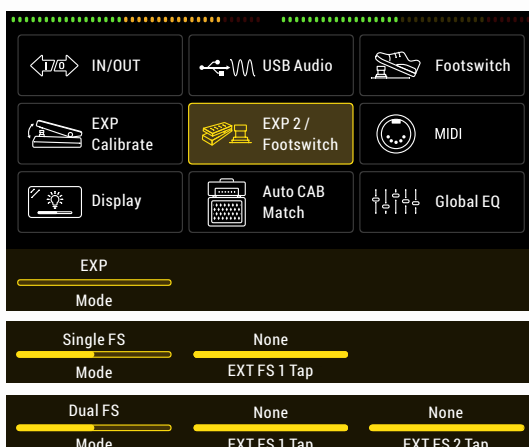 IN/OUT
USB Audio
Footswitch
EXP
Calibrate
EXP 2 /
Footswitch
MIDI
Display
Auto CAB
Match
Global EQ
EXP
Mode
Single FS
None
Mode
EXT FS 1 Tap
Dual FS
None
None
Mode
EXT FS 1 Tap
EXT FS 2 Tap